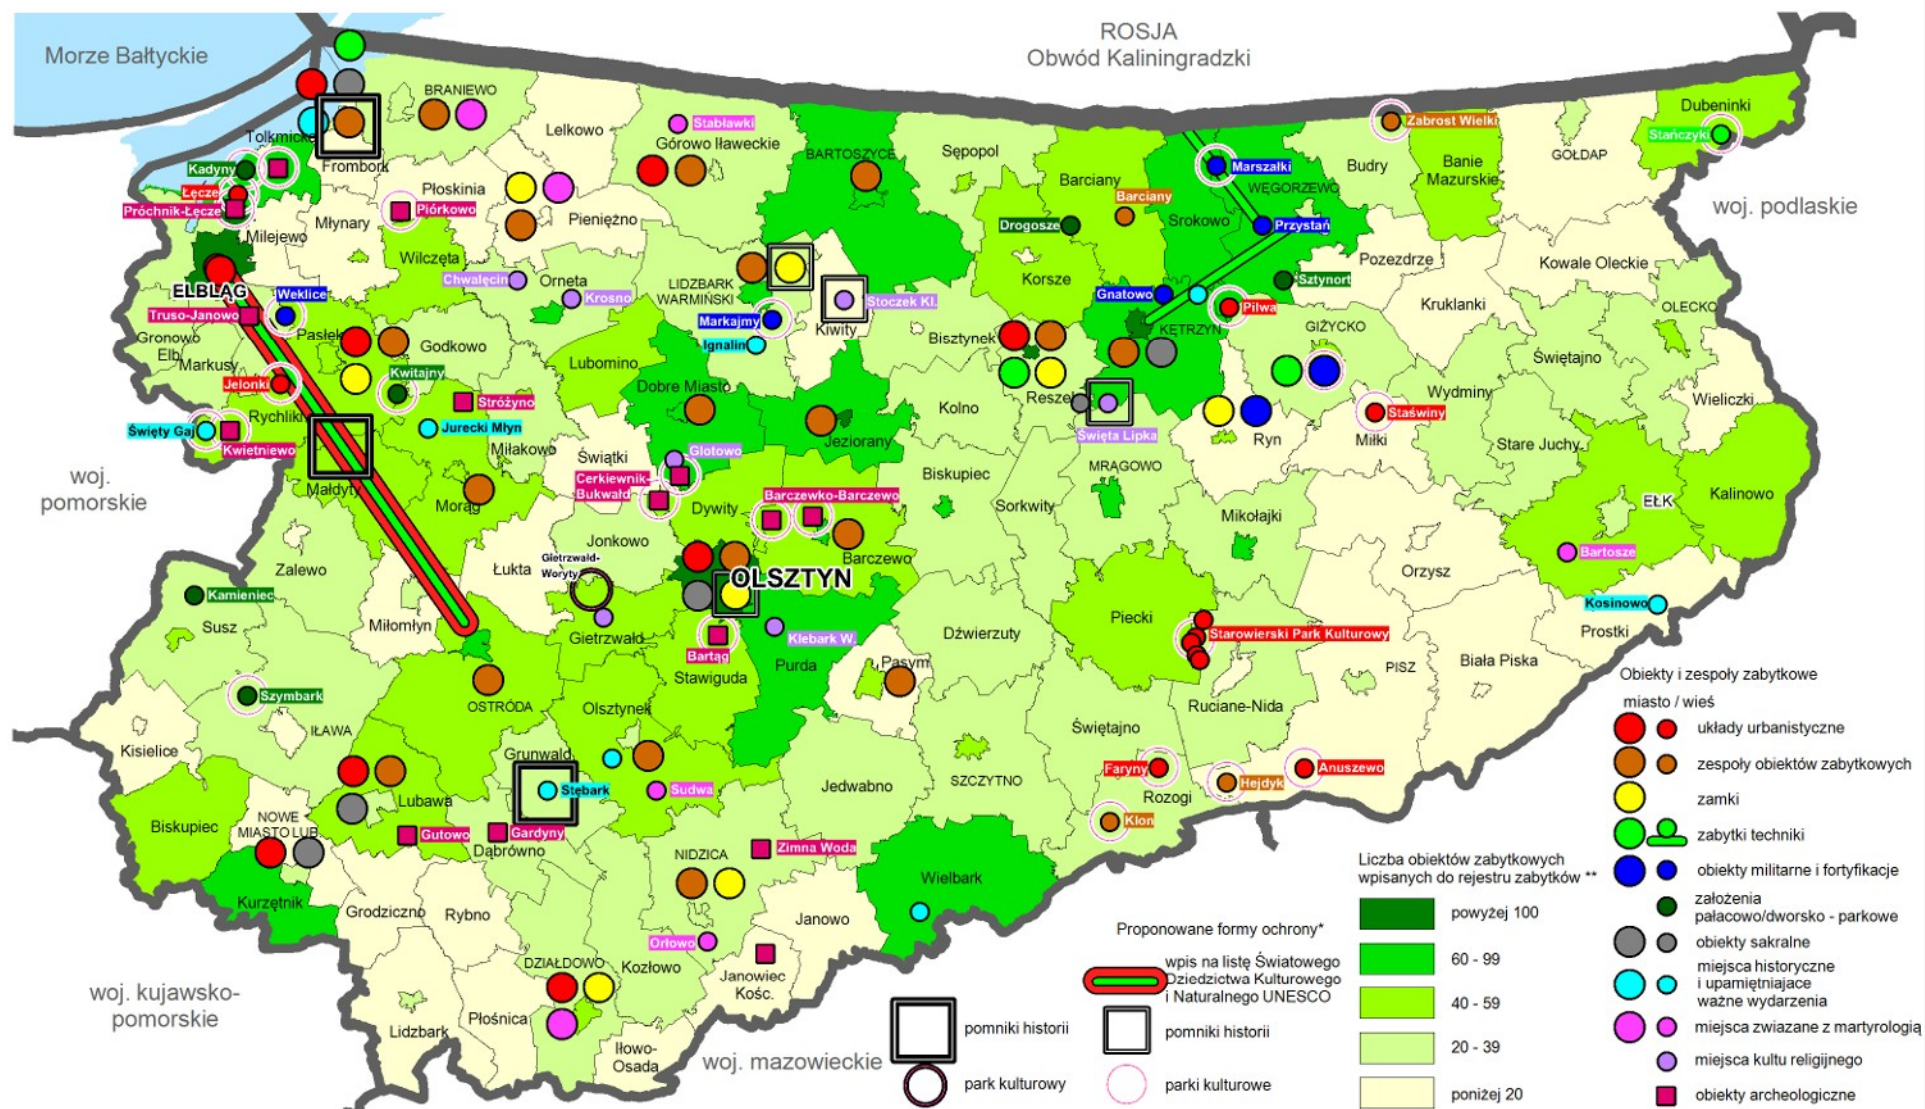 Morze Bałtyckie
ROSJA
Obwód Kaliningradzki
BRANIEWO
Lelkowo
Stabławki
Górowo Iławeckie
BARTOSZYCE
Sępopol
Zabrost Wielki
Dubeninki
Stańczyki
GOŁDAP
Banie
Mazurskie
Budry
Tolkmicko
Frombork
Kadyny
Łęcze
Próchnik-Łęcze
Milejewo
Młynary
Płoskinia
Piórkowo
Pieniężno
Wilczęta
Barciany
Barciany
Drogosze
Korsze
Marszałki
WĘGORZEWO
Srokowo
Przystań
Pozezdrze
Kowale Oleckie
woj. podlaskie
ELBLĄG
Weklice
Truso-Janowo
Chwalęcin
Orneta
Krosno
LIDZBARK
WARMIŃSKI
Stoczek Kl.
Markajmy
Kiwity
Ignalin
Gnatowo
Sztynort
Pilwa
Kruklanki
OLECKO
KĘTRZYN
GIŻYCKO
Bisztynek
Gronowo
Elb.
Markusy
Pasłęk
Godkowo
Lubomino
Świętajno
Jelonki
Kwitajny
Stróżyno
Dobre Miasto
Kolno
Reszel
Wydminy
Wieliczki
Rychliki
Święty Gaj
Kwietniewo
Jurecki Młyn
Miłakowo
Jeziorany
Święta Lipka
Ryn
Staświny
Miłki
Stare Juchy
Świątki
Glotowo
Cerkiewnik-
Bukwałd
Biskupiec
MRĄGOWO
woj.
pomorskie
Małdyty
Morąg
Barczewko-Barczewo
Dywity
Sorkwity
Mikołajki
EŁK
Kalinowo
Jonkowo
Gietrzwałd-
Woryty
Barczewo
Bartosze
Łukta
OLSZTYN
Orzysz
Zalewo
Kamieniec
Susz
Miłomłyn
Gietrzwałd
Klebark W.
Dźwierzuty
Piecki
Starowierski Park Kulturowy
Kosinowo
Prostki
Bartąg
Purda
Pasym
PISZ
Biała Piska
Szymbark
Stawiguda
OSTRÓDA
Olsztynek
Ruciane-Nida
Kisielice
IŁAWA
Świętajno
Grunwald
Stębark
Sudwa
Jedwabno
SZCZYTNO
Faryny
Rozogi
Hejdyk
Anuszewo
Klon
Biskupiec
NOWE
MIASTO LUB.
Lubawa
Gutowo
Gardyny
Dąbrówno
Zimna Woda
NIDZICA
Wielbark
Kurzętnik
Grodziczno
Rybno
Janowo
Orłowo
DZIAŁDOWO
Kozłowo
Janowiec
Kośc.
woj. kujawsko-
pomorskie
Lidzbark
Płośnica
Iłowo-
Osada
woj. mazowieckie
Obiekty i zespoły zabytkowe
miasto / wieś
układy urbanistyczne
zespoły obiektów zabytkowych
zamki
zabytki techniki
obiekty militarne i fortyfikacje
założenia
pałacowo/dworsko - parkowe
obiekty sakralne
miejsca historyczne
i upamiętniajace
ważne wydarzenia
miejsca zwiazane z martyrologią
miejsca kultu religijnego
obiekty archeologiczne
Liczba obiektów zabytkowych
wpisanych do rejestru zabytków **
powyżej 100
60 - 99
40 - 59
20 - 39
poniżej 20
Proponowane formy ochrony*
wpis na listę Światowego
Dziedzictwa Kulturowego
i Naturalnego UNESCO
pomniki historii
pomniki historii
park kulturowy
parki kulturowe